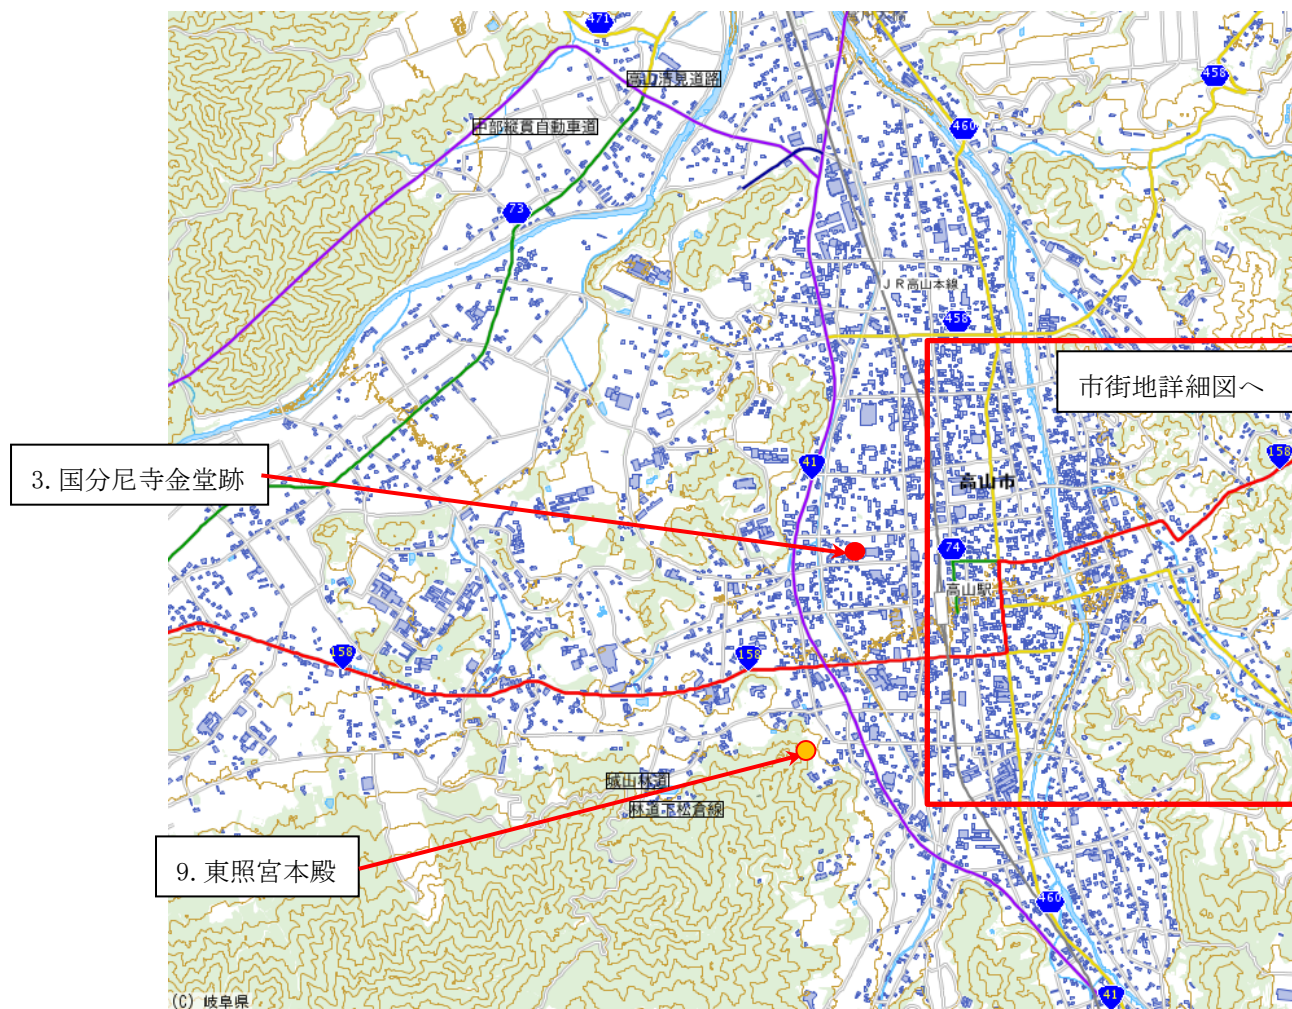 471
高山清見道路
458
中部縦貫自動車道
460
73
JR高山本線
458
市街地詳細図へ
3.国分尼寺金堂跡
41
158
高山市
74
高山駅
158
158
城山林道
林道下松倉線
9.東照宮本殿
460
41
(C) 岐阜県